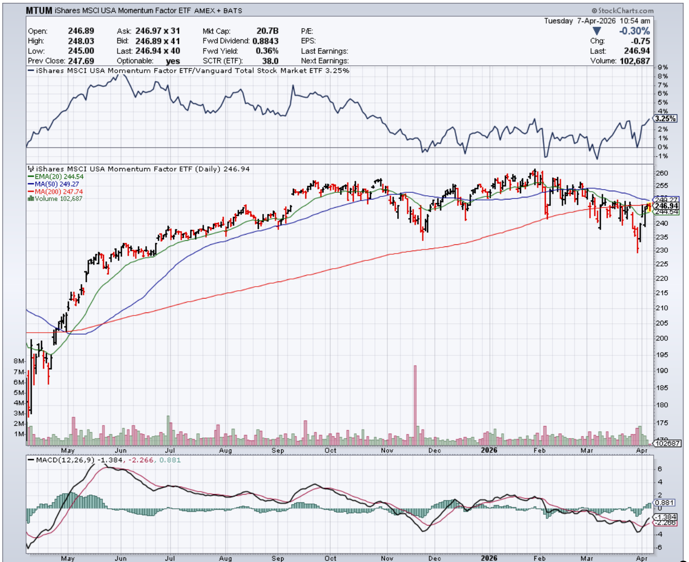 MTUM iShares MSCI USA Momentum Factor ETF AMEX + BATS
© StockCharts.com
Tuesday 7-Apr-2026 10:54 am
Open: 246.89 Ask: 246.97 x 31 Mkt Cap: 20.7B P/E: ▼ -0.30%
High: 248.03 Bid: 246.89 x 41 Fwd Dividend: 0.8843 EPS: Chg: -0.75
Low: 245.00 Last: 246.94 x 40 Fwd Yield: 0.36% Last Earnings: Last: 246.94
Prev Close: 247.69 Optionable: yes SCTR (ETF): 38.0 Next Earnings: Volume: 102,687
iShares MSCI USA Momentum Factor ETF/Vanguard Total Stock Market ETF 3.25%
9%
8%
7%
6%
5%
4%
3.25%
2%
1%
0%
-1%
iShares MSCI USA Momentum Factor ETF (Daily) 246.94
EMA(20) 244.54
MA(50) 249.27
MA(200) 247.74
Volume 102,687
260
255
246.94
244.54
240
235
230
225
220
215
210
205
200
195
190
185
180
175
102687
8M
7M
6M
5M
4M
3M
2M
1M
May Jun Jul Aug Sep Oct Nov Dec 2026 Feb Mar Apr
MACD(12,26,9) -1.384, -2.266, 0.881
6
4
2
0.881
0
-1.384
-2.266
-4
-6
May Jun Jul Aug Sep Oct Nov Dec 2026 Feb Mar Apr